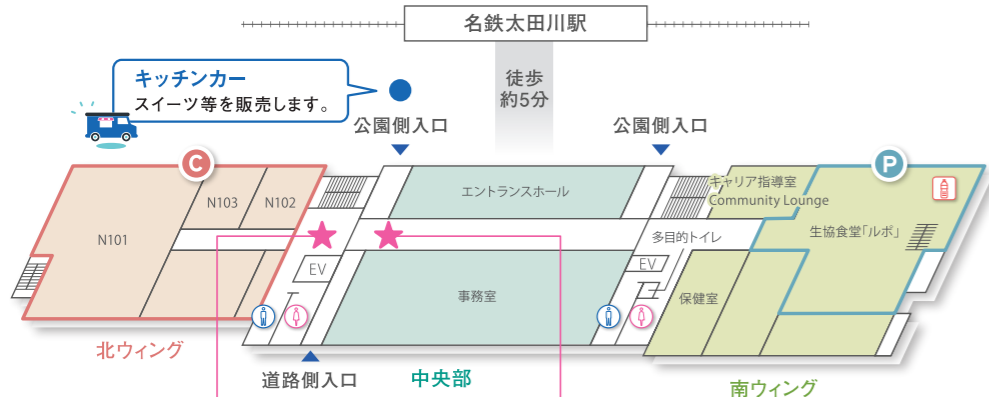 名鉄太田川駅
キッチンカー
スイーツ等を販売します。
徒歩
約5分
公園側入口
公園側入口
C
P
N101
N103
N102
エントランスホール
キャリア指導室
Community Lounge
生協食堂「ルポ」
多目的トイレ
EV
EV
事務室
保健室
北ウィング
道路側入口
中央部
南ウィング